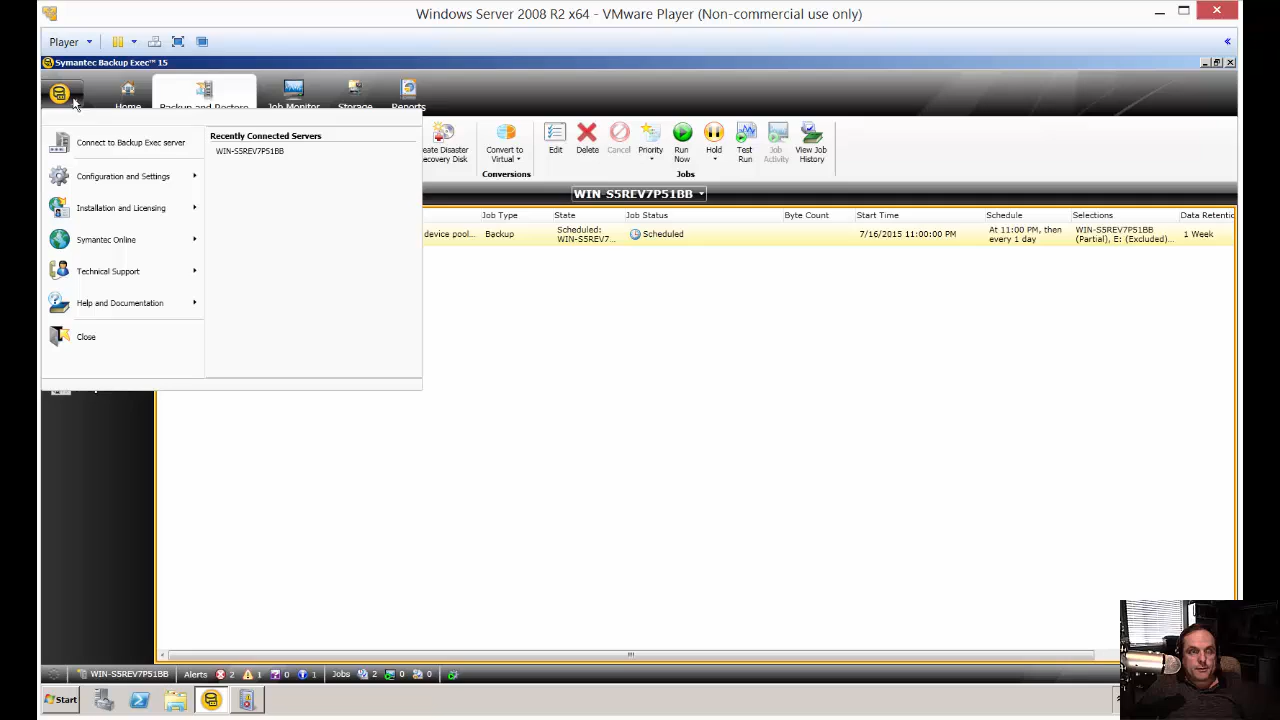 Windows Server 2008 R2 x64 - VMware Player (Non-commercial use only)
Player
Symantec Backup Exec™ 15
Home
Backup and Restore
Job Monitor
Storage
Reports
Connect to Backup Exec server
Configuration and Settings
Installation and Licensing
Symantec Online
Technical Support
Help and Documentation
Close
Recently Connected Servers
WIN-S5REV7P51BB
Create Disaster
Recovery Disk
Convert to
Virtual
Conversions
Edit
Delete
Cancel
Priority
Run
Now
Hold
Test
Run
Job
Activity
View Job
History
Jobs
WIN-S5REV7P51BB
Job Type
State
Job Status
Byte Count
Start Time
Schedule
Selections
Data Retentio
device pool...
Backup
Scheduled:
WIN-S5REV7...
Scheduled
7/16/2015 11:00:00 PM
At 11:00 PM, then
every 1 day
WIN-S5REV7P51BB
(Partial), E: (Excluded)...
1 Week
WIN-S5REV7P51BB
Alerts
2
1
0
1
Jobs
2
0
0
Start